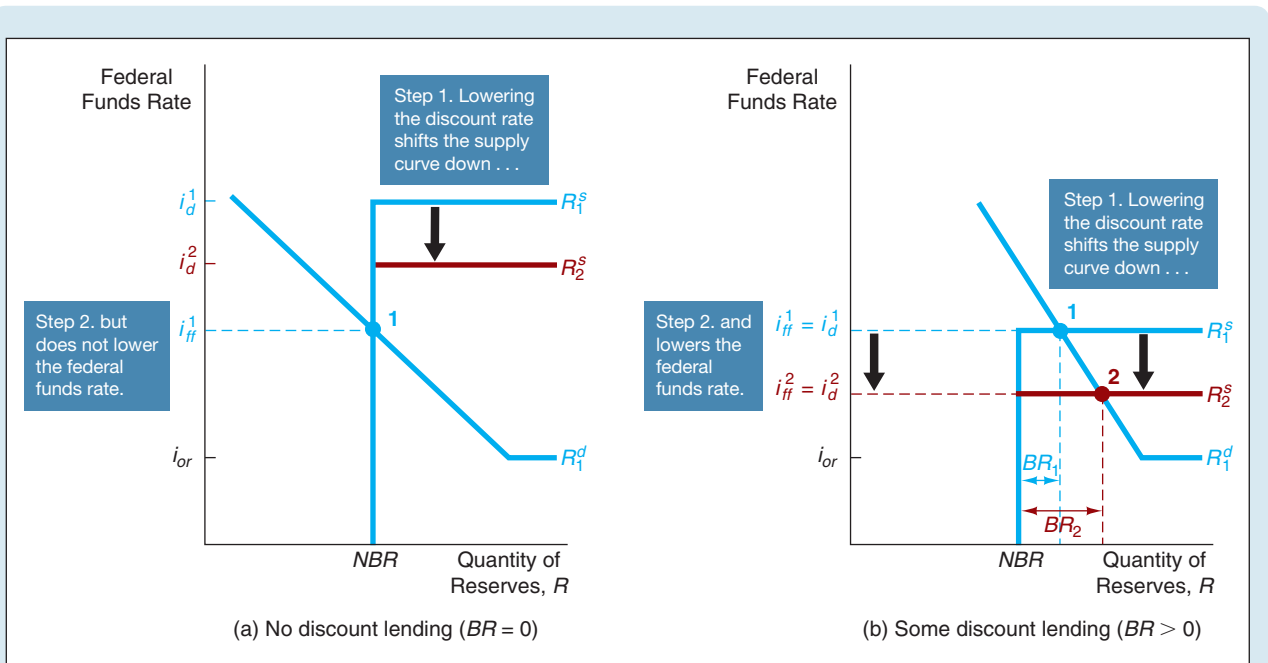 Federal
Funds Rate
Step 1. Lowering
the discount rate
shifts the supply
curve down . . .
i_d^1
R_1^s
i_d^2
R_2^s
Step 2. but
does not lower
the federal
funds rate.
i_ff^1
1
i_or
R_1^d
NBR
Quantity of
Reserves, R
(a) No discount lending (BR = 0)
Federal
Funds Rate
Step 1. Lowering
the discount rate
shifts the supply
curve down . . .
Step 2. and
lowers the
federal
funds rate.
i_ff^1 = i_d^1
1
R_1^s
i_ff^2 = i_d^2
2
R_2^s
i_or
R_1^d
BR_1
BR_2
NBR
Quantity of
Reserves, R
(b) Some discount lending (BR > 0)